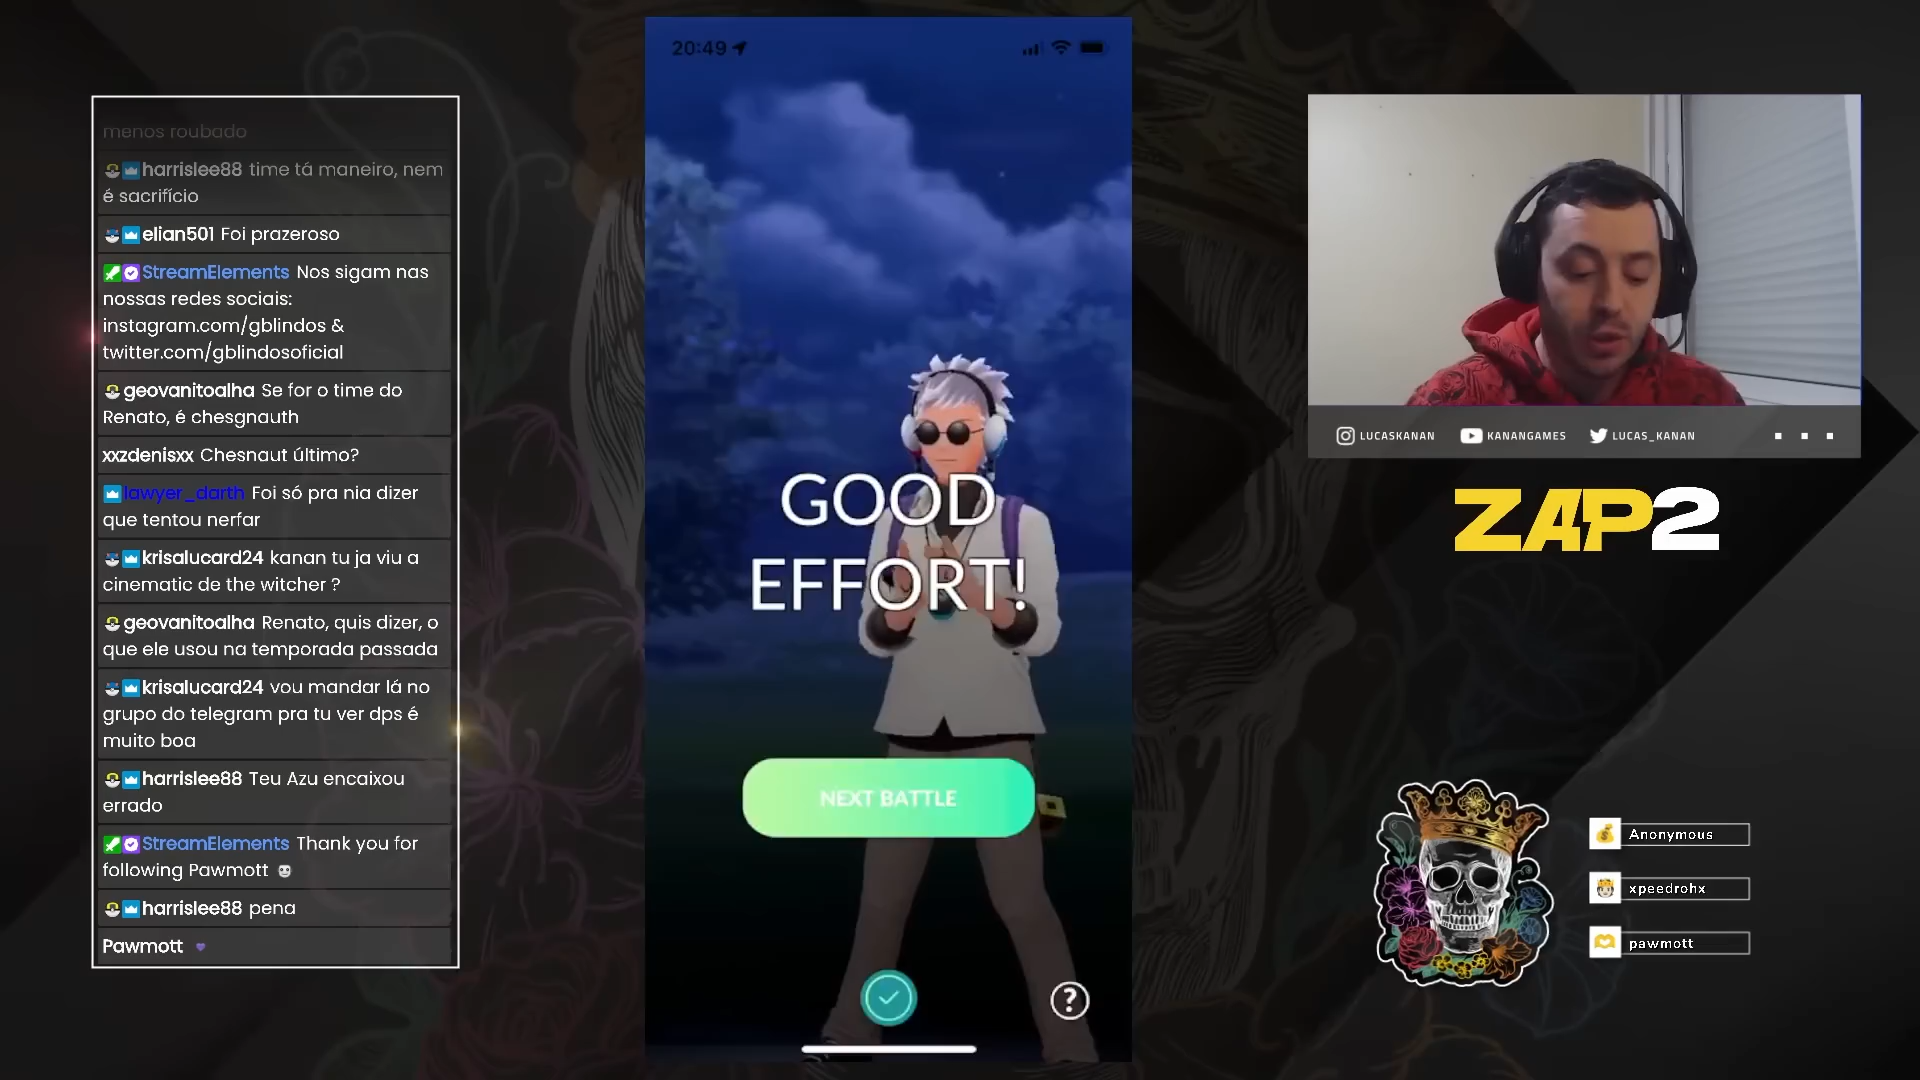 menos roubado
harrislee88 time tá maneiro, nem
é sacrifício
elian501 Foi prazeroso
StreamElements Nos sigam nas
nossas redes sociais:
instagram.com/gblindos &
twitter.com/gblindosoficial
geovanitoalha Se for o time do
Renato, é chesgnauth
xxzdenisxx Chesnaut último?
lawyer_darth Foi só pra nia dizer
que tentou nerfar
krisalucard24 kanan tu ja viu a
cinematic de the witcher ?
geovanitoalha Renato, quis dizer, o
que ele usou na temporada passada
krisalucard24 vou mandar lá no
grupo do telegram pra tu ver dps é
muito boa
harrislee88 Teu Azu encaixou
errado
StreamElements Thank you for
following Pawmott
harrislee88 pena
Pawmott
20:49
GOOD
EFFORT!
NEXT BATTLE
?
LUCASKANAN KANANGAMES LUCAS_KANAN
ZAP2
Anonymous
xpeedrohx
pawmott